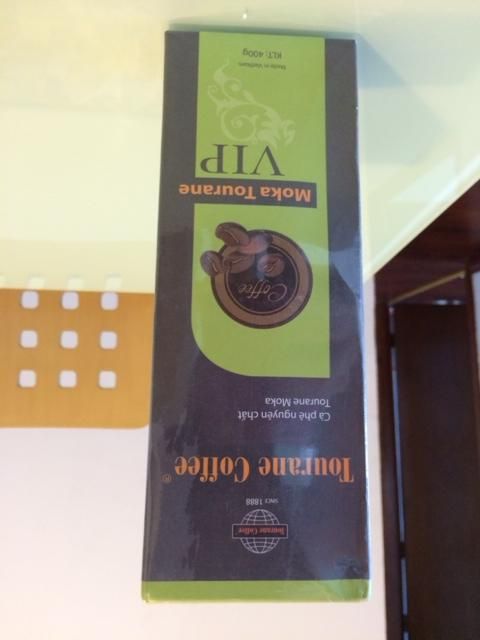 Tourane Coffee
SINCE 1888
Tourane Coffee ®
Cà phê nguyên chất
Tourane Moka
Coffee
Moka Tourane
VIP
Made in VietNam
KLT: 400g